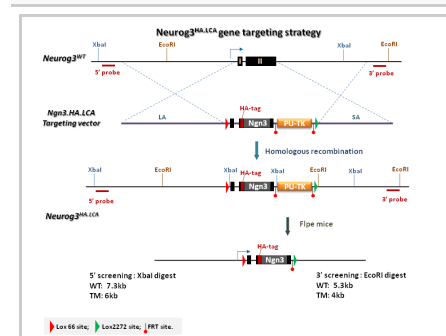 Neurog3HA.LCA gene targeting strategy
XbaI EcoRI XbaI EcoRI
Neurog3WT
I II
5' probe 3' probe
Ngn3.HA.LCA
Targeting vector
LA HA-tag SA
Ngn3 PU-TK
Homologous recombination
XbaI EcoRI XbaI HA-tag XbaI EcoRI XbaI EcoRI
Ngn3 PU-TK
5' probe 3' probe
Neurog3HA.LCA
Flpe mice
HA-tag
Ngn3
5' screening : XbaI digest 3' screening : EcoRI digest
WT: 7.3kb WT: 5.3kb
TM: 6kb TM: 4kb
Lox 66 site; Lox2272 site; FRT site.